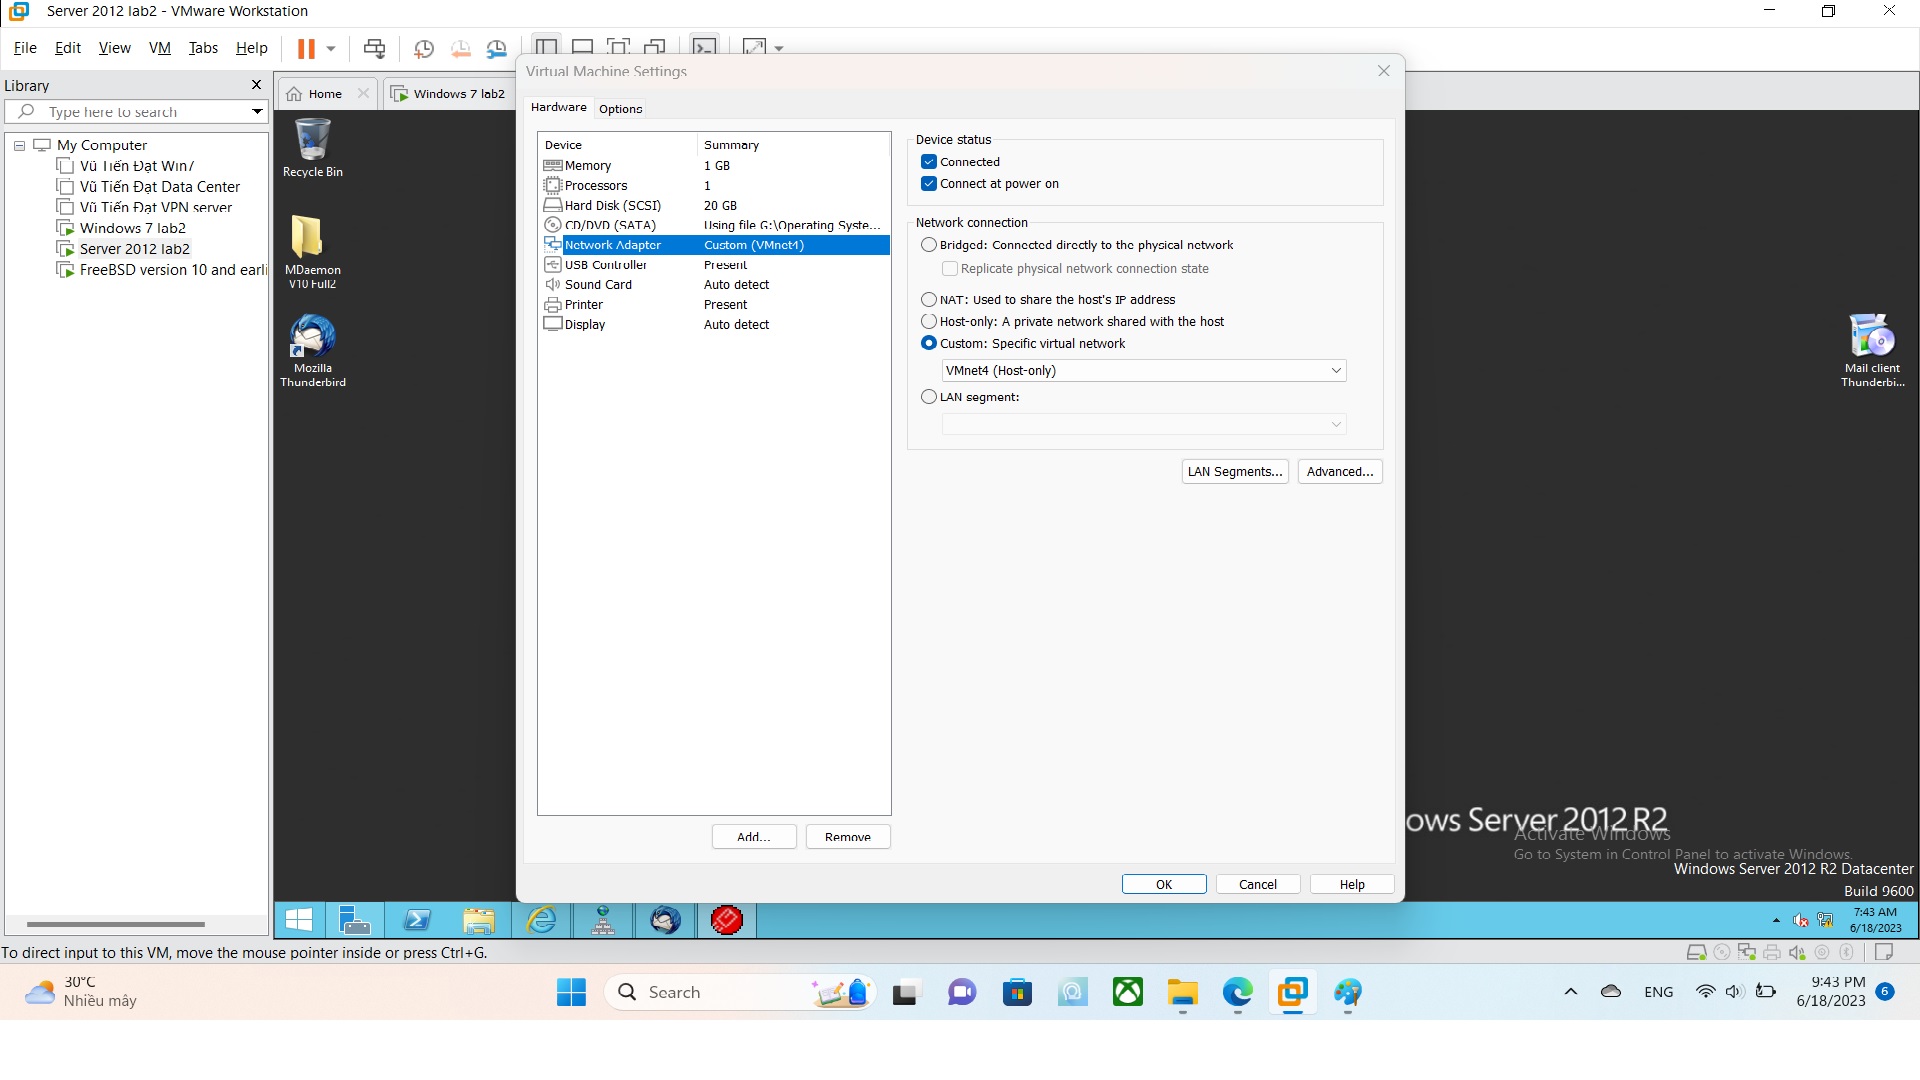 Server 2012 lab2 - VMware Workstation
File Edit View VM Tabs Help
Library
Type here to search
My Computer
Vũ Tiến Đạt Win7
Vũ Tiến Đạt Data Center
Vũ Tiến Đạt VPN server
Windows 7 lab2
Server 2012 lab2
FreeBSD version 10 and earli
Home
Windows 7 lab2
Recycle Bin
MDaemon
V10 Full2
Mozilla
Thunderbird
Virtual Machine Settings
Hardware Options
Device Summary
Memory 1 GB
Processors 1
Hard Disk (SCSI) 20 GB
CD/DVD (SATA) Using file G:\Operating Syste...
Network Adapter Custom (VMnet4)
USB Controller Present
Sound Card Auto detect
Printer Present
Display Auto detect
Add... Remove
Device status
Connected
Connect at power on
Network connection
Bridged: Connected directly to the physical network
Replicate physical network connection state
NAT: Used to share the host's IP address
Host-only: A private network shared with the host
Custom: Specific virtual network
VMnet4 (Host-only)
LAN segment:
LAN Segments... Advanced...
OK Cancel Help
Mail client
Thunderbi...
ows Server 2012 R2
Activate Windows
Go to System in Control Panel to activate Windows.
Windows Server 2012 R2 Datacenter
Build 9600
7:43 AM
6/18/2023
To direct input to this VM, move the mouse pointer inside or press Ctrl+G.
30°C
Nhiều mây
Search
ENG
9:43 PM
6/18/2023
6